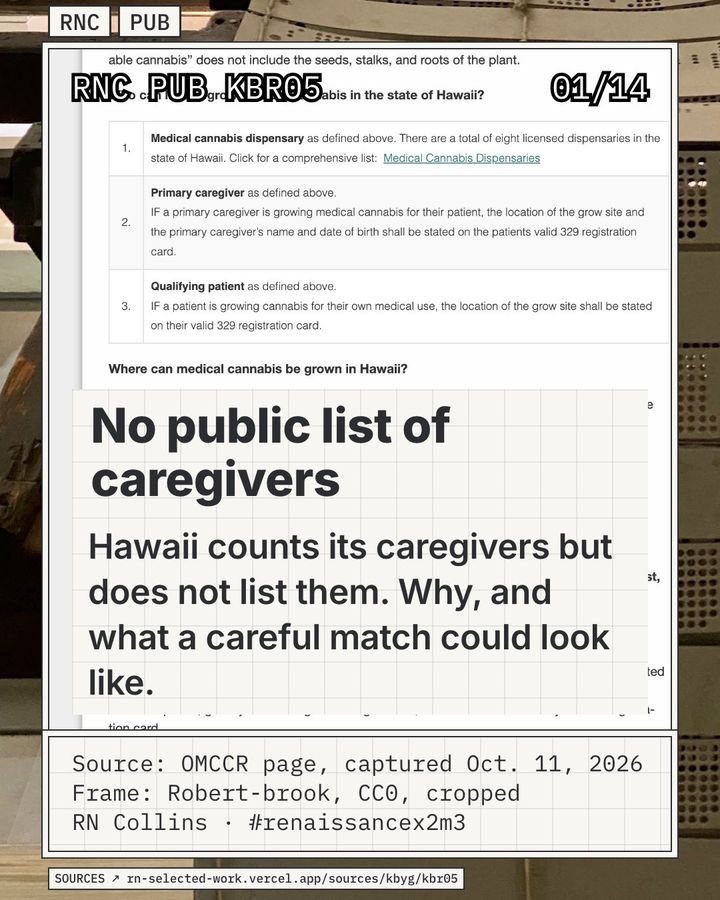 RNC PUB
able cannabis” does not include the seeds, stalks, and roots of the plant.
RNC PUB KBR05 01/14
abis in the state of Hawaii?
1. Medical cannabis dispensary as defined above. There are a total of eight licensed dispensaries in the
state of Hawaii. Click for a comprehensive list: Medical Cannabis Dispensaries
2. Primary caregiver as defined above.
IF a primary caregiver is growing medical cannabis for their patient, the location of the grow site and
the primary caregiver’s name and date of birth shall be stated on the patients valid 329 registration
card.
3. Qualifying patient as defined above.
IF a patient is growing cannabis for their own medical use, the location of the grow site shall be stated
on their valid 329 registration card.
Where can medical cannabis be grown in Hawaii?
No public list of
caregivers
Hawaii counts its caregivers but
does not list them. Why, and
what a careful match could look
like.
tion card
Source: OMCCR page, captured Oct. 11, 2026
Frame: Robert-brook, CC0, cropped
RN Collins · #renaissancex2m3
SOURCES ↗ rn-selected-work.vercel.app/sources/kbyg/kbr05